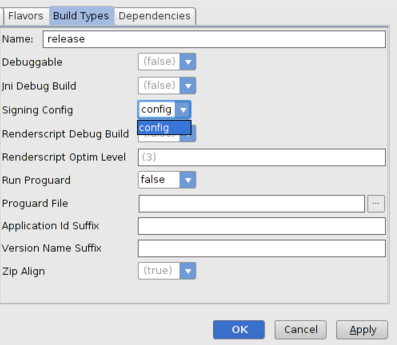 Flavors Build Types Dependencies
Name: release
Debuggable (false)
Jni Debug Build (false)
Signing Config config
config
Renderscript Debug Build
Renderscript Optim Level (3)
Run Proguard false
Proguard File ...
Application Id Suffix
Version Name Suffix
Zip Align (true)
OK Cancel Apply